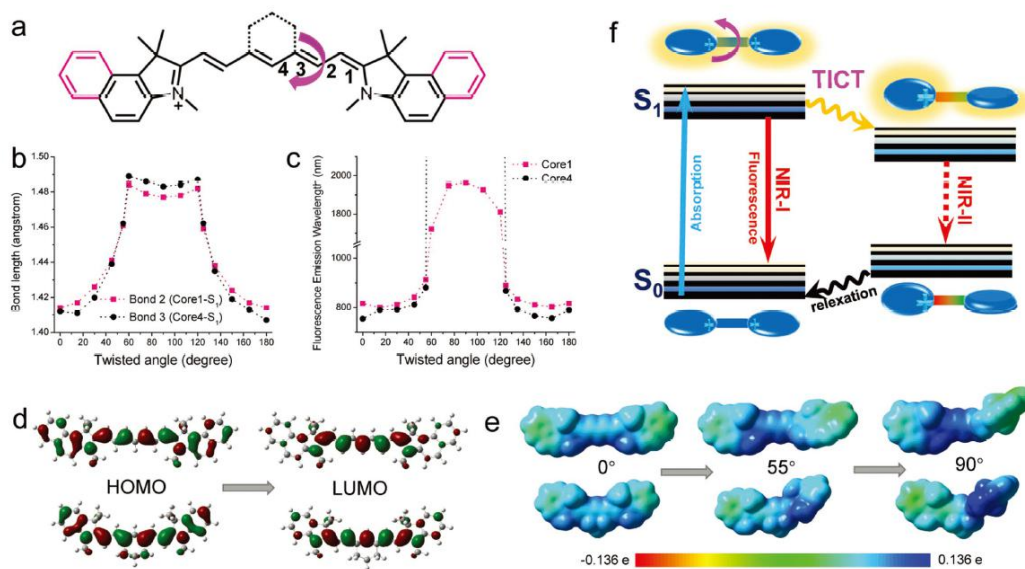 a
4
3
2
1
N
+
N
b
Bond length (angstrom)
1.50
1.48
1.46
1.44
1.42
1.40
Bond 2 (Core1-S1)
Bond 3 (Core4-S1)
0 20 40 60 80 100 120 140 160 180
Twisted angle (degree)
c
Fluorescence Emission Wavelength (nm)
2000
1800
1000
800
Core1
Core4
0 20 40 60 80 100 120 140 160 180
Twisted angle (degree)
d
HOMO
LUMO
e
0°
55°
90°
-0.136 e
0.136 e
f
S1
TICT
Absorption
Fluorescence
NIR-I
NIR-II
S0
relexation